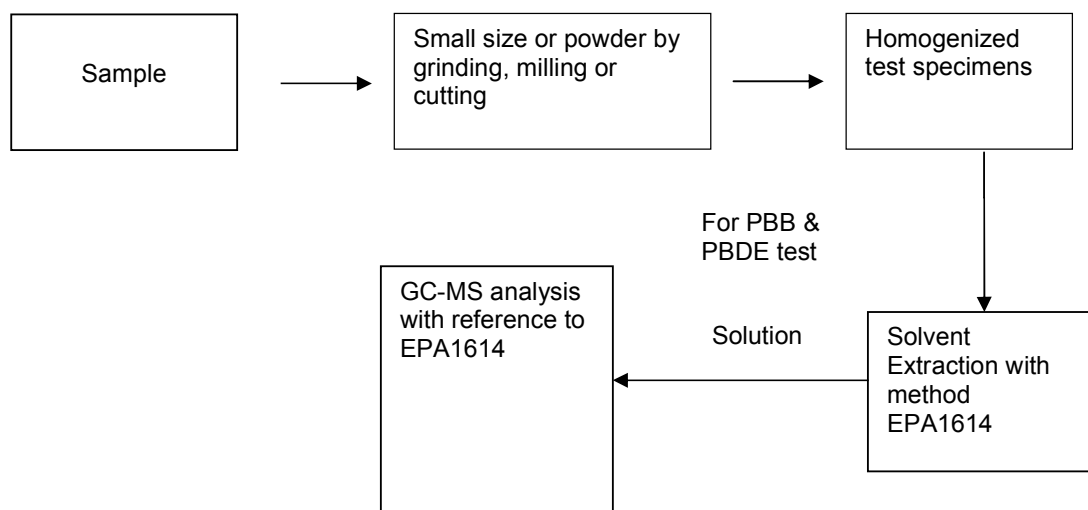 Sample
Small size or powder by
grinding, milling or
cutting
Homogenized
test specimens
For PBB &
PBDE test
GC-MS analysis
with reference to
EPA1614
Solution
Solvent
Extraction with
method
EPA1614